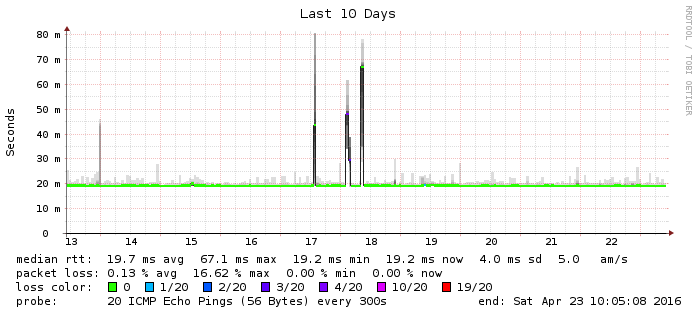 Last 10 Days
RRDTOOL / TOBI OETIKER
Seconds
80 m
70 m
60 m
50 m
40 m
30 m
20 m
10 m
0
13 14 15 16 17 18 19 20 21 22
median rtt: 19.7 ms avg 67.1 ms max 19.2 ms min 19.2 ms now 4.0 ms sd 5.0 am/s
packet loss: 0.13 % avg 16.62 % max 0.00 % min 0.00 % now
loss color: 0 1/20 2/20 3/20 4/20 10/20 19/20
probe: 20 ICMP Echo Pings (56 Bytes) every 300s end: Sat Apr 23 10:05:08 2016